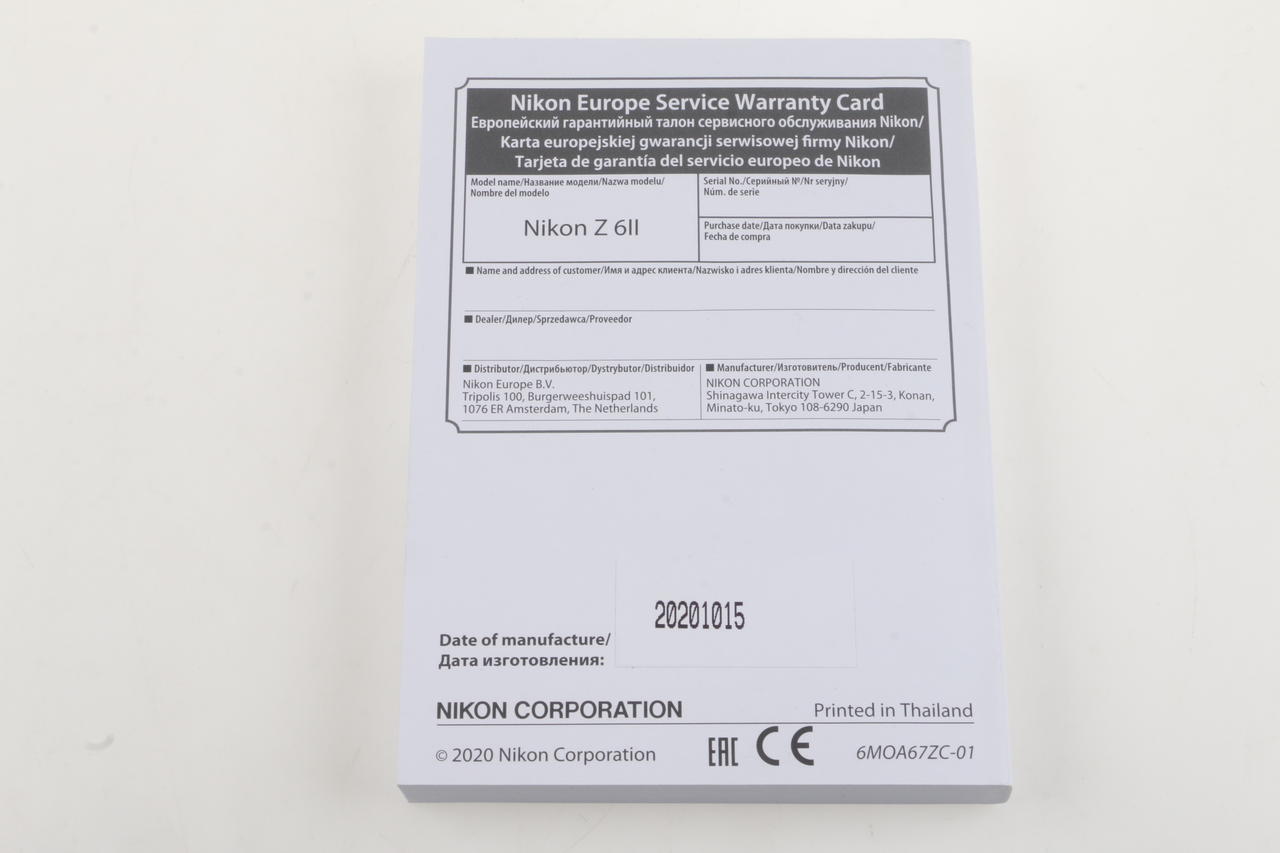 Nikon Europe Service Warranty Card
Европейский гарантийный талон сервисного обслуживания Nikon/
Karta europejskiej gwarancji serwisowej firmy Nikon/
Tarjeta de garantía del servicio europeo de Nikon
Model name/Название модели/Nazwa modelu/
Nombre del modelo
Nikon Z 6II
Serial No./Серийный №/Nr seryjny/
Núm. de serie
Purchase date/Дата покупки/Data zakupu/
Fecha de compra
■ Name and address of customer/Имя и адрес клиента/Nazwisko i adres klienta/Nombre y dirección del cliente
■ Dealer/Дилер/Sprzedawca/Proveedor
■ Distributor/Дистрибьютор/Dystrybutor/Distribuidor
Nikon Europe B.V.
Tripolis 100, Burgerweeshuispad 101,
1076 ER Amsterdam, The Netherlands
■ Manufacturer/Изготовитель/Producent/Fabricante
NIKON CORPORATION
Shinagawa Intercity Tower C, 2-15-3, Konan,
Minato-ku, Tokyo 108-6290 Japan
20201015
Date of manufacture/
Дата изготовления:
NIKON CORPORATION
Printed in Thailand
© 2020 Nikon Corporation
EAC CE
6MOA67ZC-01